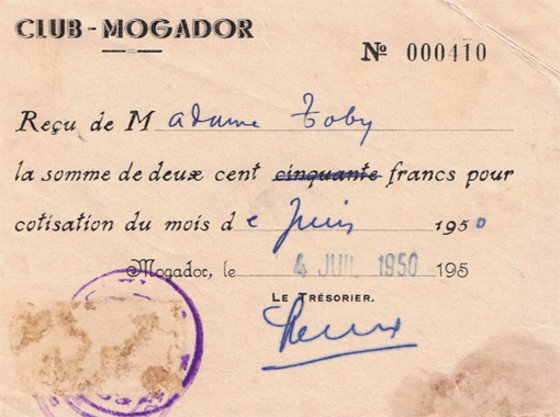 CLUB - MOGADOR
№ 000410
Reçu de Madame Toby
la somme de deux cent cinquante francs pour
cotisation du mois de Juin 1950
Mogador, le 4 JUIL 1950 195
LE TRÉSORIER,